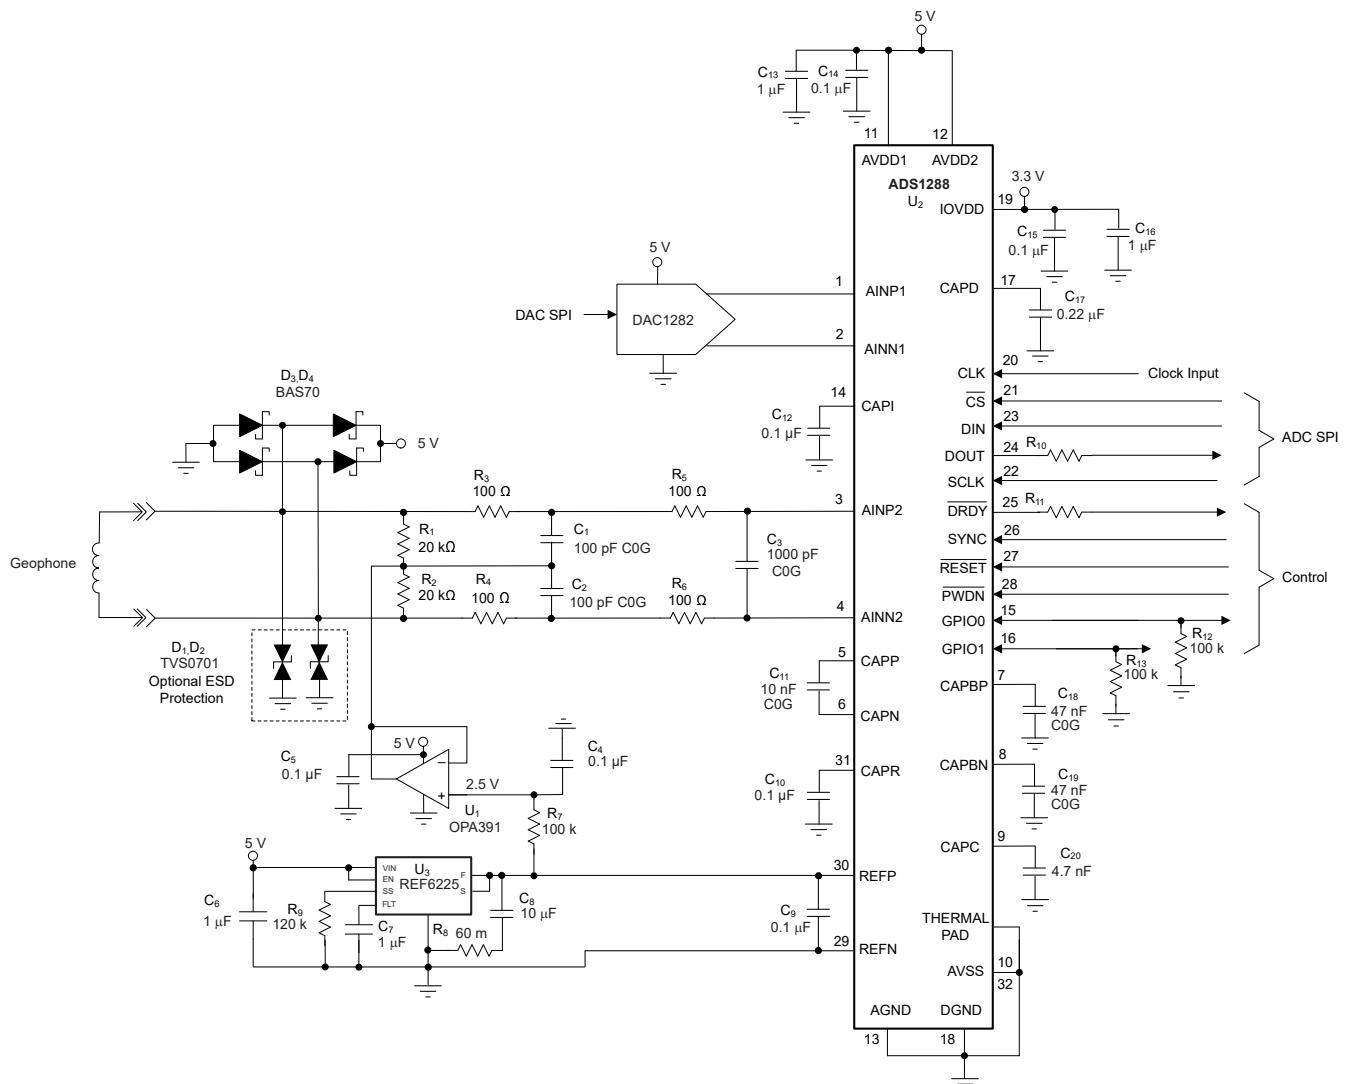 5 V
C13
1 μF
C14
0.1 μF
11
12
AVDD1
AVDD2
ADS1288
U2
3.3 V
19
IOVDD
C15
0.1 μF
C16
1 μF
5 V
DAC SPI
DAC1282
1
AINP1
2
AINN1
CAPD
17
C17
0.22 μF
CLK
20
Clock Input
CS
21
DIN
23
DOUT
24
R10
SCLK
22
ADC SPI
DRDY
25
R11
SYNC
26
RESET
27
PWDN
28
GPIO0
15
GPIO1
16
Control
R12
100 k
R13
100 k
14
CAPI
C12
0.1 μF
D3,D4
BAS70
5 V
R3
100 Ω
R5
100 Ω
3
AINP2
R1
20 kΩ
C1
100 pF C0G
C3
1000 pF
C0G
Geophone
R2
20 kΩ
R4
100 Ω
C2
100 pF C0G
R6
100 Ω
4
AINN2
D1,D2
TVS0701
Optional ESD
Protection
5
CAPP
C11
10 nF
C0G
6
CAPN
CAPBP
7
C18
47 nF
C0G
CAPBN
8
C19
47 nF
C0G
C5
0.1 μF
5 V
−
+
2.5 V
U1
OPA391
C4
0.1 μF
R7
100 k
31
CAPR
C10
0.1 μF
CAPC
9
C20
4.7 nF
5 V
VIN
EN
SS
FLT
U3
REF6225
F
S
C6
1 μF
R9
120 k
C7
1 μF
R8
60 m
C8
10 μF
C9
0.1 μF
30
REFP
29
REFN
THERMAL
PAD
AVSS
10
32
AGND
DGND
13
18